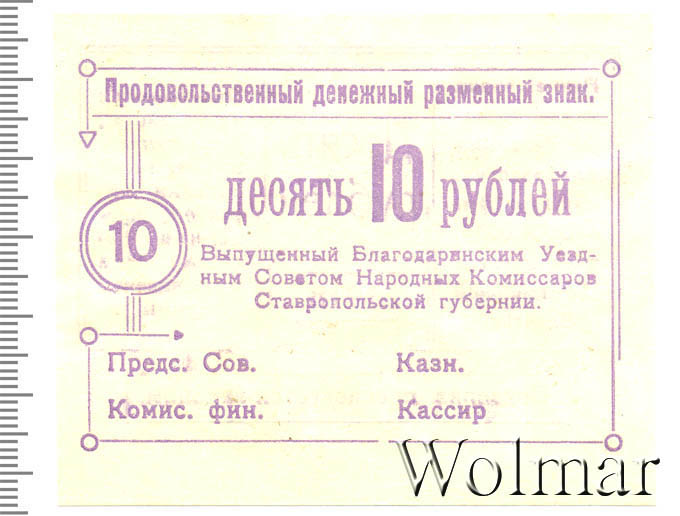 Продовольственный денежный разменный знак.
десять 10 рублей
10
Выпущенный Благодаринским Уезд-
ным Советом Народных Комиссаров
Ставропольской губернии.
Предс. Сов. Казн.
Комис. фин. Кассир
Wolmar